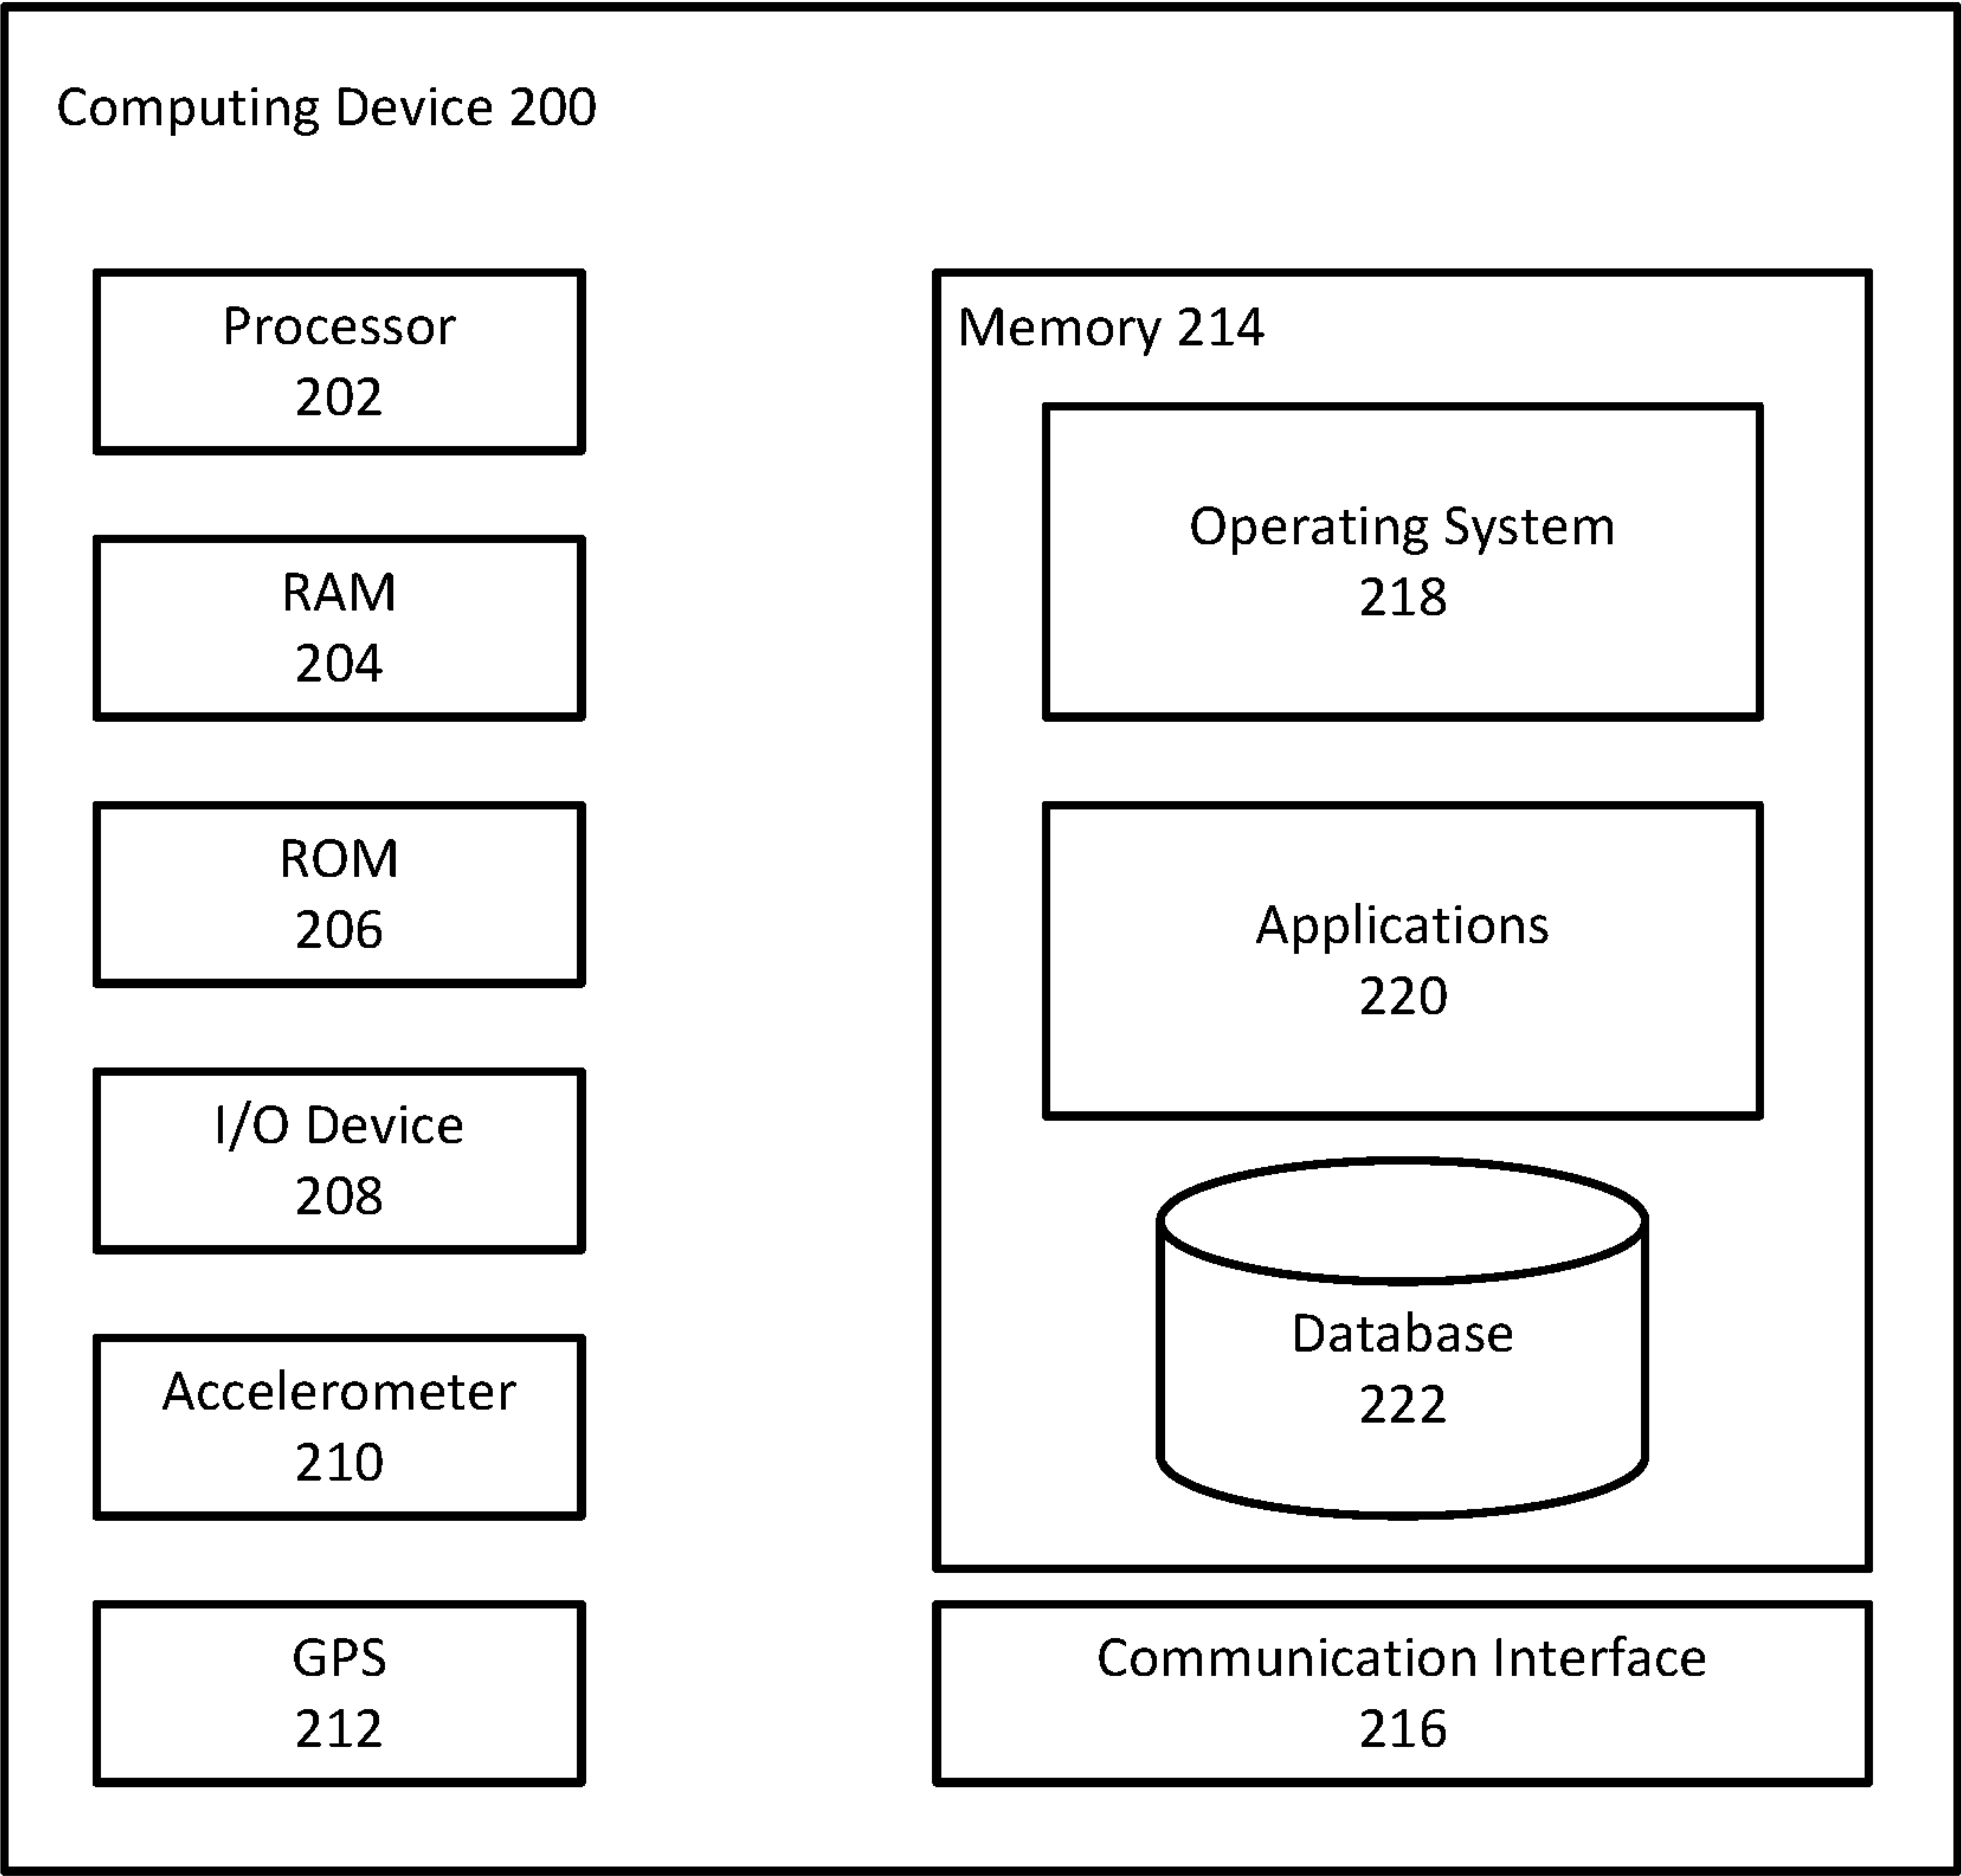 Computing Device 200
Processor
202
RAM
204
ROM
206
I/O Device
208
Accelerometer
210
GPS
212
Memory 214
Operating System
218
Applications
220
Database
222
Communication Interface
216